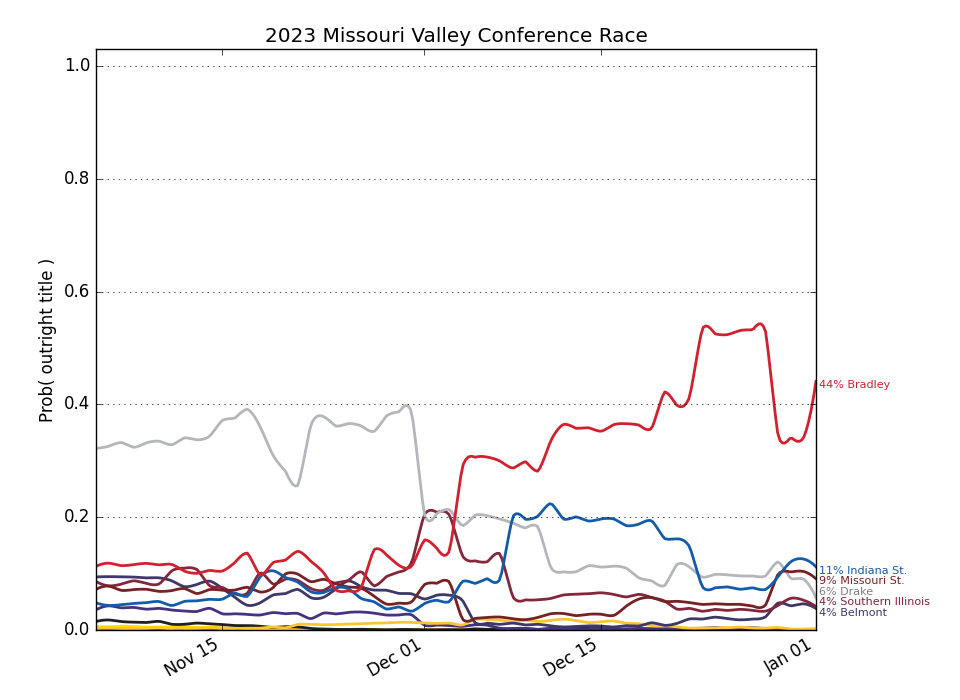 2023 Missouri Valley Conference Race
Prob( outright title )
1.0
0.8
0.6
0.4
0.2
0.0
Nov 15
Dec 01
Dec 15
Jan 01
44% Bradley
11% Indiana St.
9% Missouri St.
6% Drake
4% Southern Illinois
4% Belmont